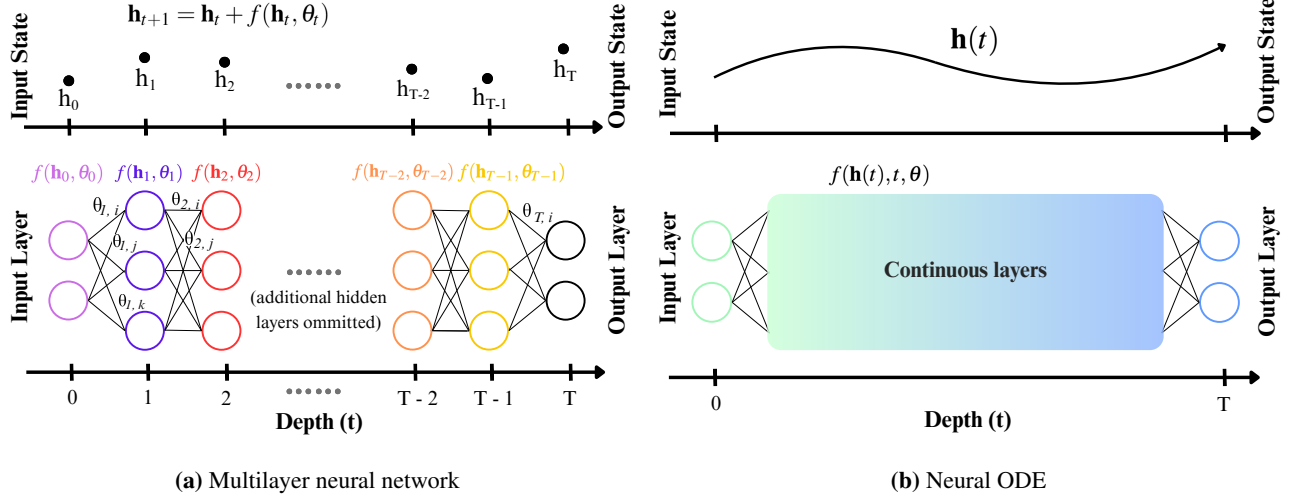 h_{t+1} = h_t + f(h_t, θ_t)
Input State
h_0
h_1
h_2
......
h_{T-2}
h_{T-1}
h_T
Output State
f(h_0, θ_0)
f(h_1, θ_1)
f(h_2, θ_2)
f(h_{T−2}, θ_{T−2})
f(h_{T−1}, θ_{T−1})
Input Layer
θ_{1, i}
θ_{1, j}
θ_{1, k}
θ_{2, i}
θ_{2, j}
......
(additional hidden
layers ommitted)
θ_{T, i}
Output Layer
0
1
2
......
T - 2
T - 1
T
Depth (t)
(a) Multilayer neural network
Input State
h(t)
Output State
f(h(t), t, θ)
Input Layer
Continuous layers
Output Layer
0
T
Depth (t)
(b) Neural ODE